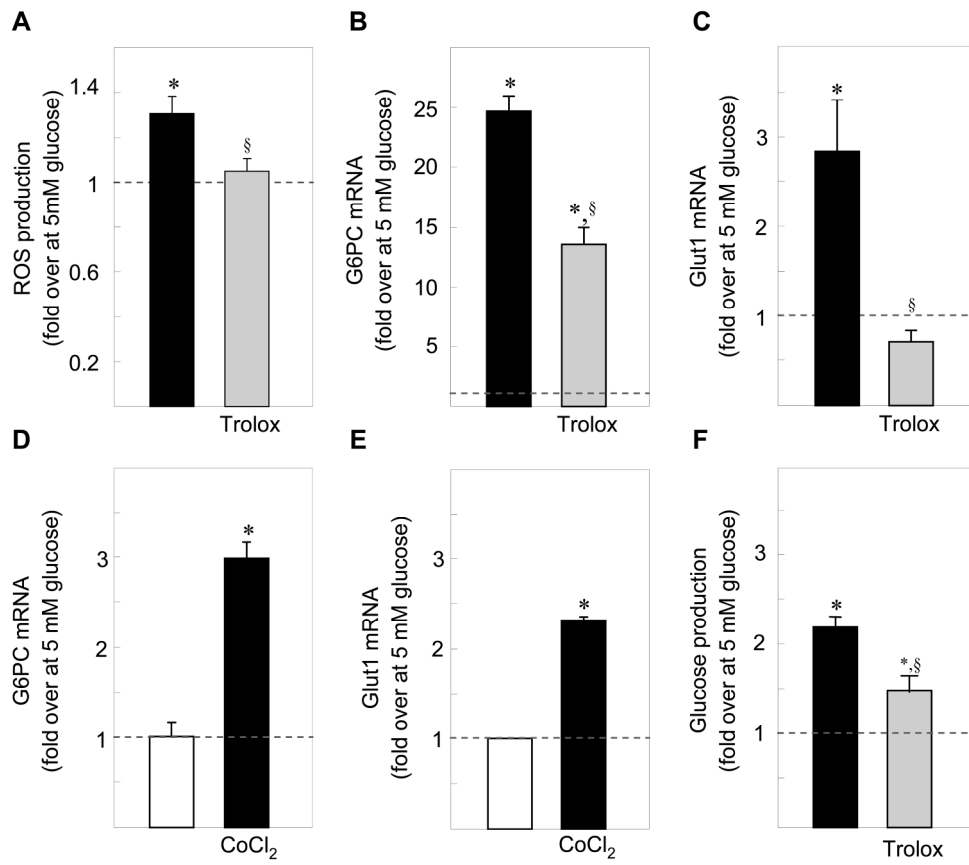 A
ROS production
(fold over at 5mM glucose)
1.4
1
0.6
0.2
*
§
Trolox
B
G6PC mRNA
(fold over at 5 mM glucose)
25
20
15
10
5
*
*,§
Trolox
C
Glut1 mRNA
(fold over at 5 mM glucose)
3
2
1
*
§
Trolox
D
G6PC mRNA
(fold over at 5 mM glucose)
3
2
1
*
CoCl₂
E
Glut1 mRNA
(fold over at 5 mM glucose)
3
2
1
*
CoCl₂
F
Glucose production
(fold over at 5 mM glucose)
3
2
1
*
*,§
Trolox